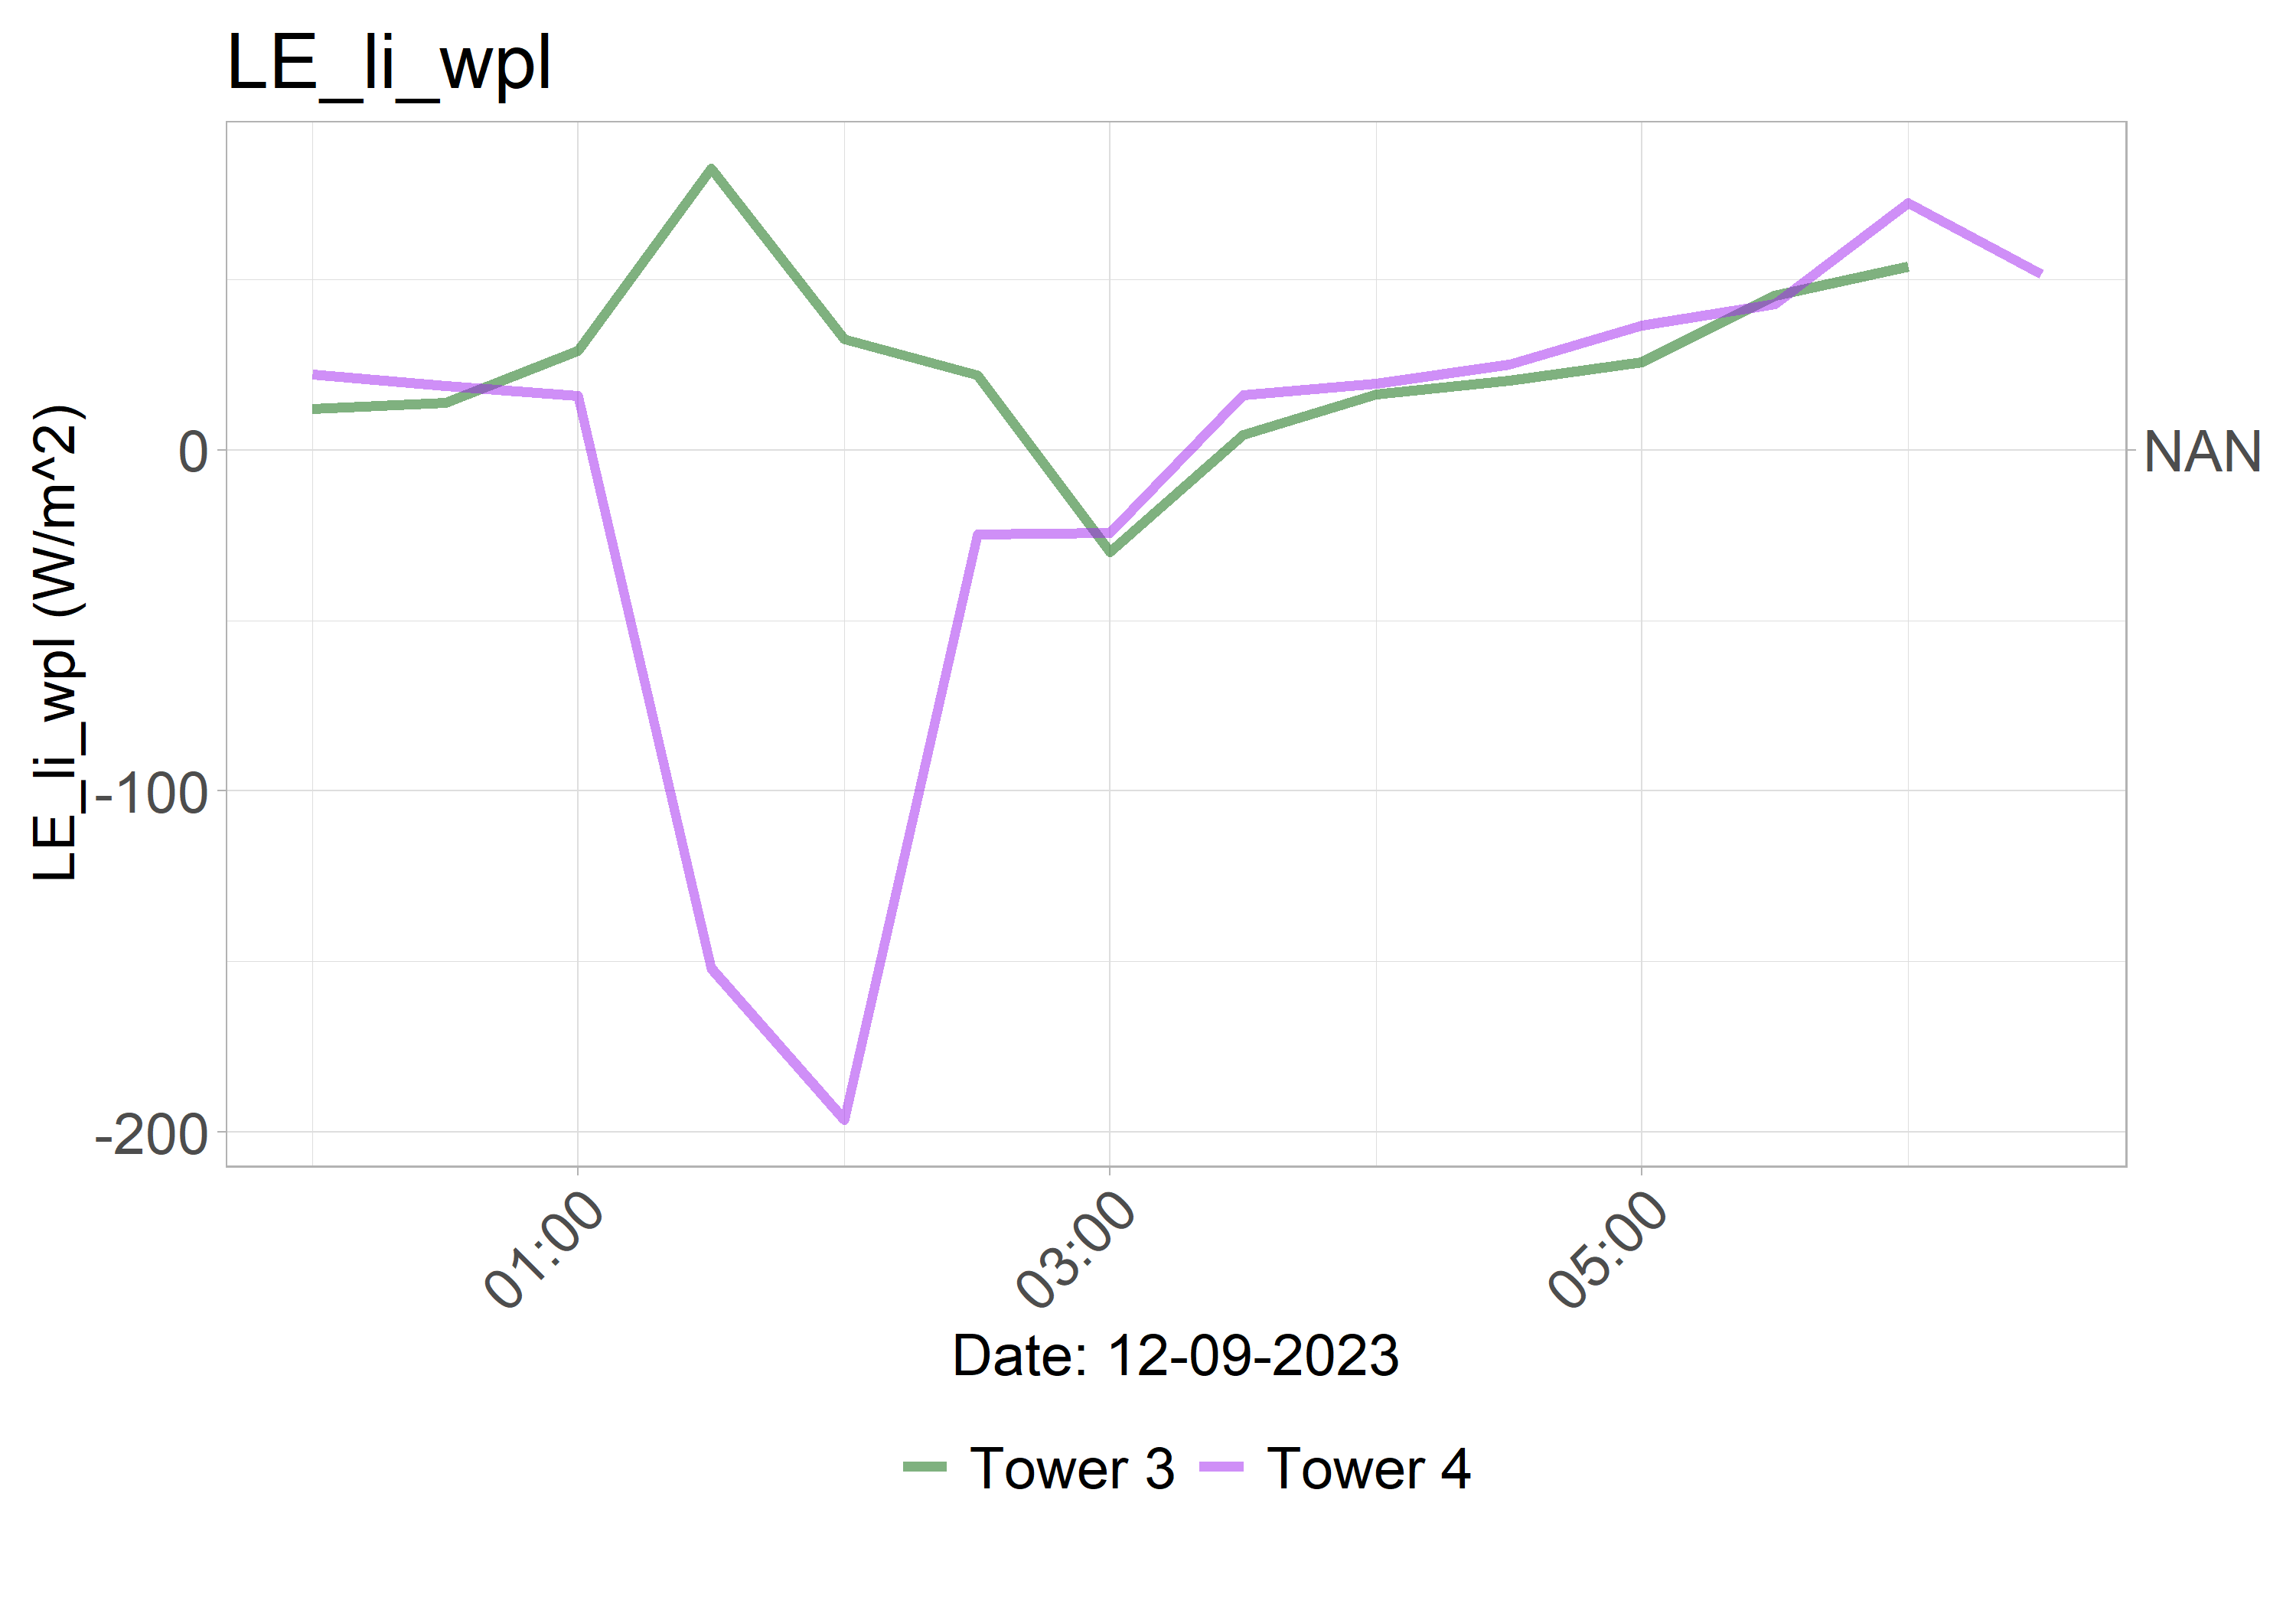 LE_li_wpl
LE_li_wpl (W/m^2)
0
-100
-200
NAN
01:00
03:00
05:00
Date: 12-09-2023
Tower 3
Tower 4